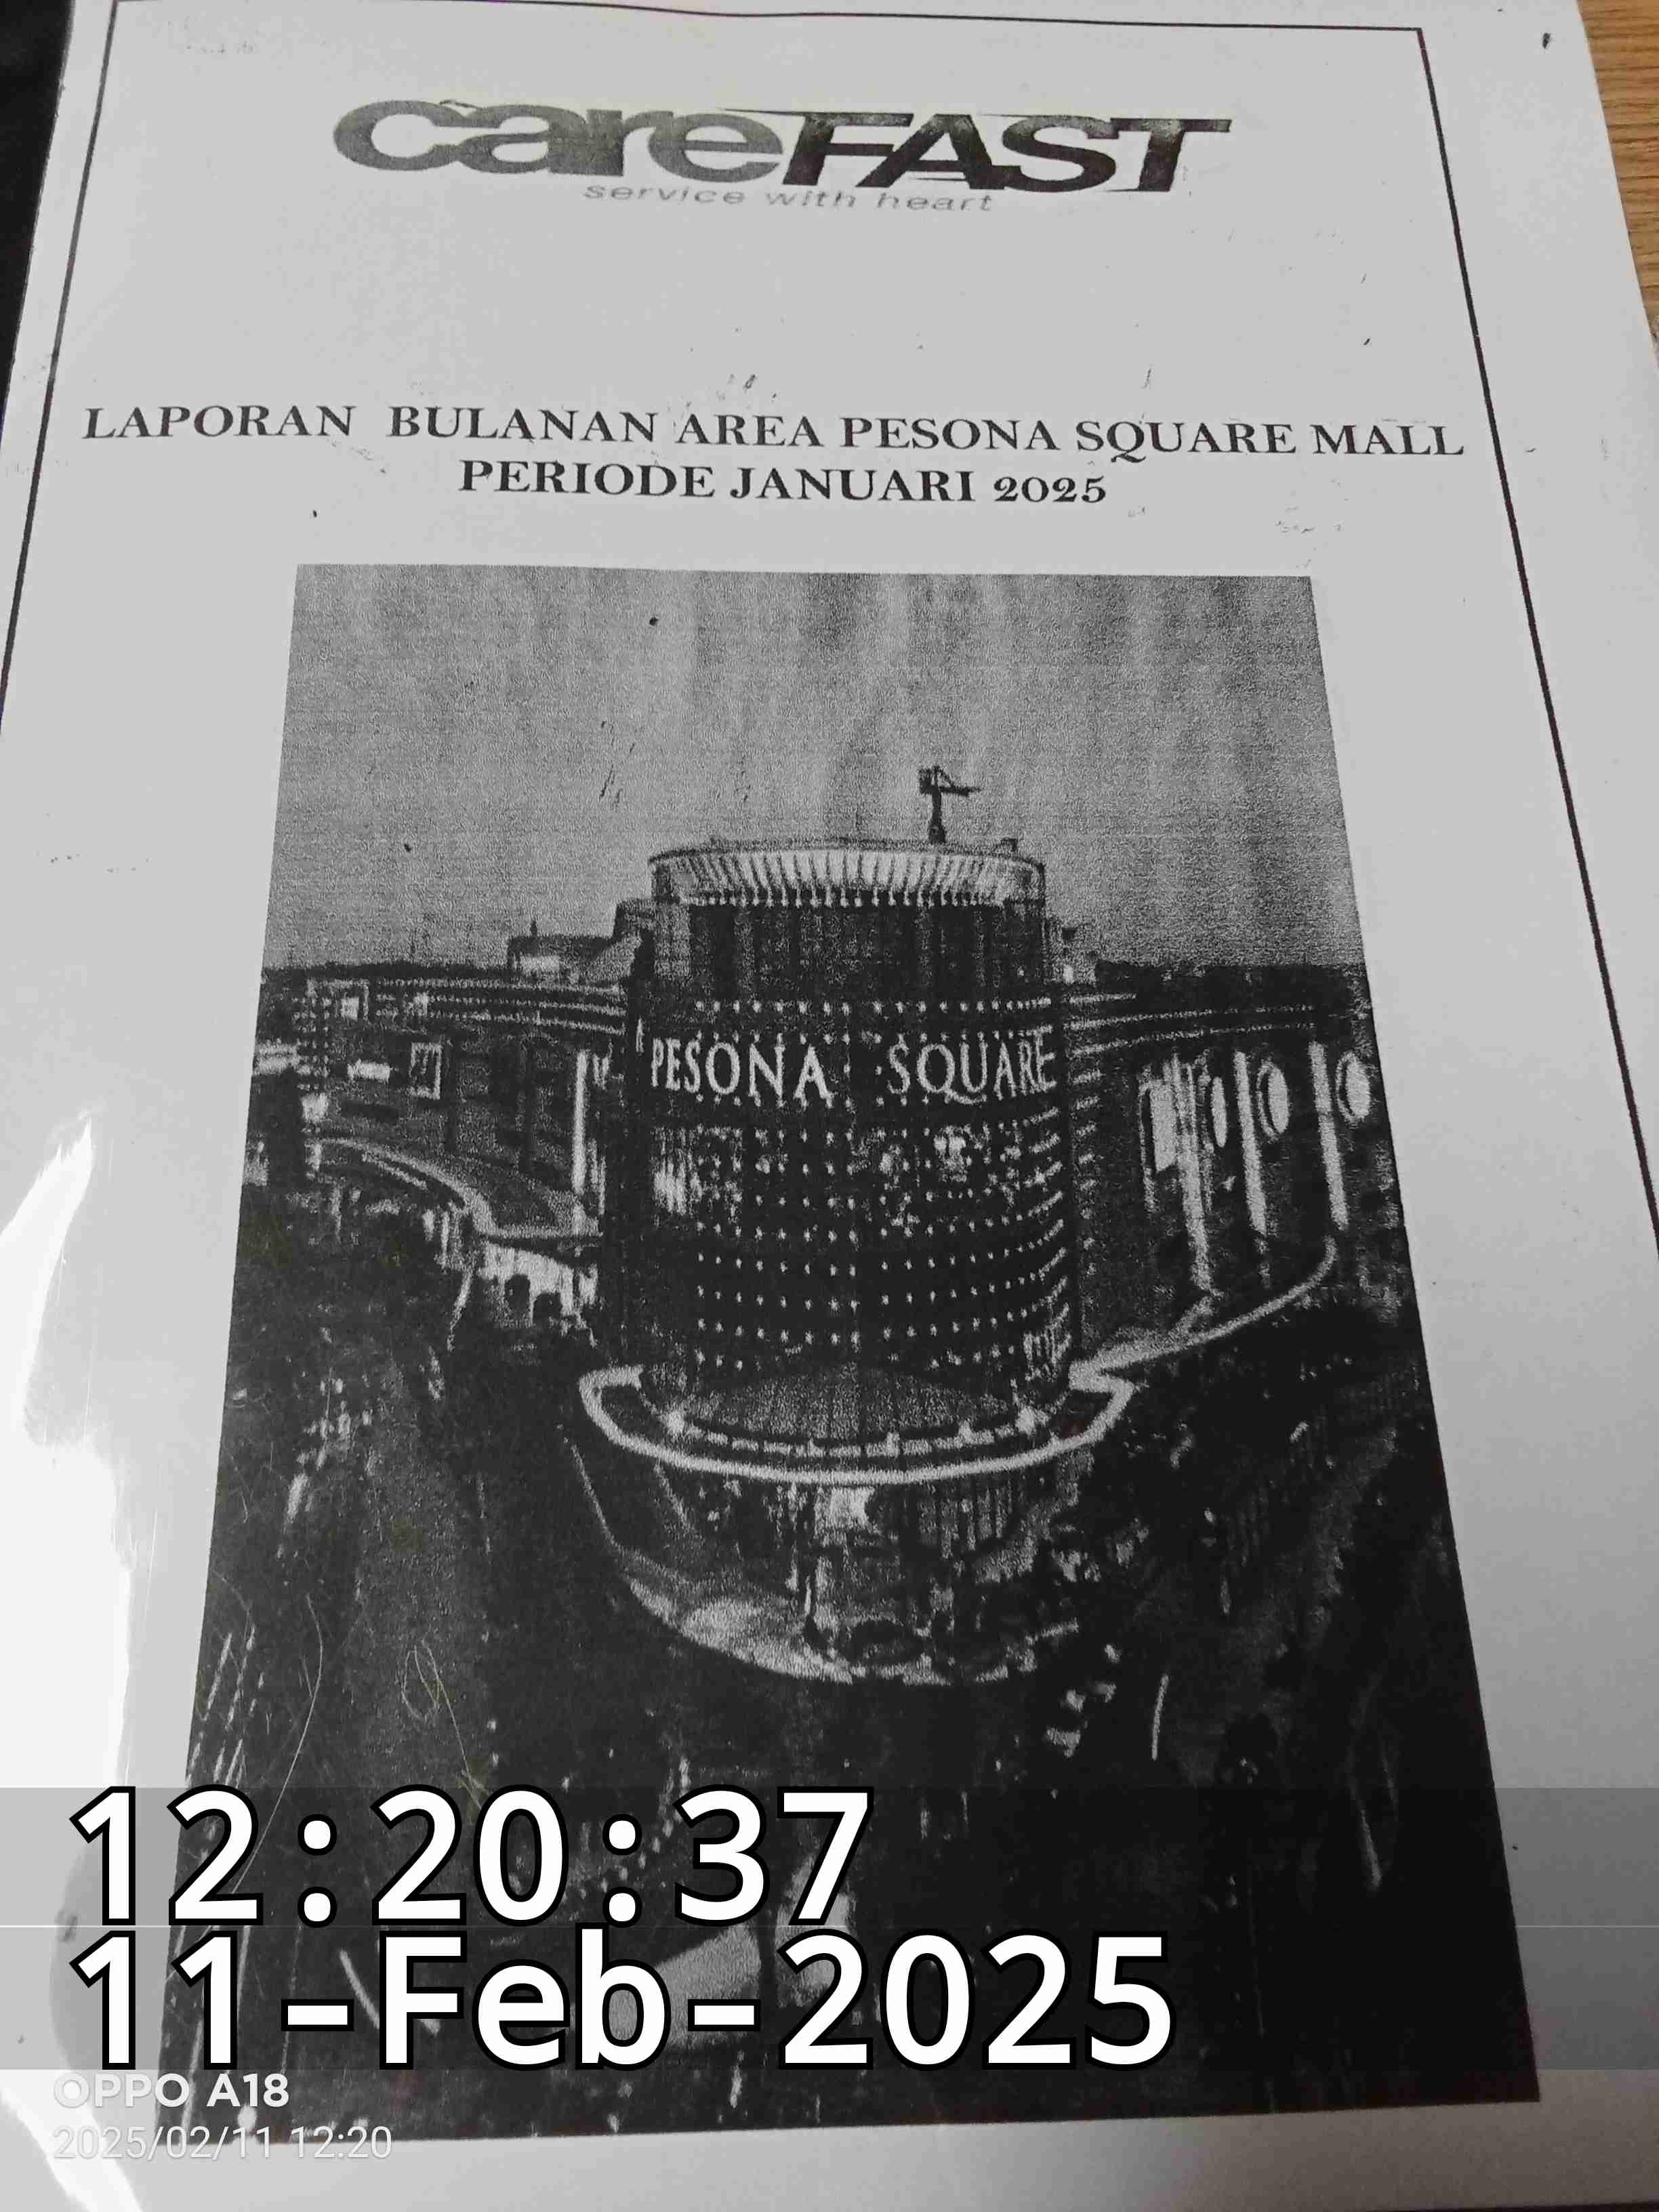 careFAST
service with heart
LAPORAN BULANAN AREA PESONA SQUARE MALL
PERIODE JANUARI 2025
PESONA SQUARE
12:20:37
11-Feb-2025
OPPO A18
2025/02/11 12:20